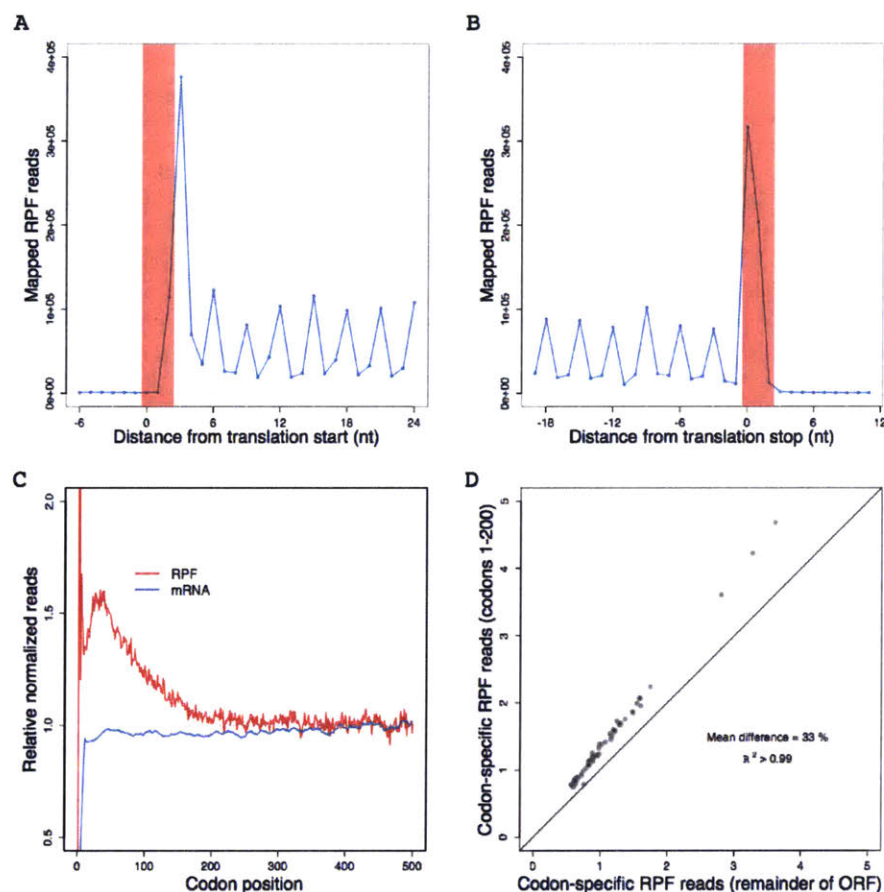 A
B
4e+05
3e+05
2e+05
1e+05
0e+00
Mapped RPF reads
-6
0
6
12
18
24
Distance from translation start (nt)
4e+05
3e+05
2e+05
1e+05
0e+00
Mapped RPF reads
-18
-12
-6
0
6
12
Distance from translation stop (nt)
C
D
2.0
1.5
1.0
0.5
Relative normalized reads
RPF
mRNA
0
100
200
300
400
500
Codon position
5
4
3
2
1
0
Codon-specific RPF reads (codons 1-200)
Mean difference = 33 %
R² > 0.99
0
1
2
3
4
5
Codon-specific RPF reads (remainder of ORF)